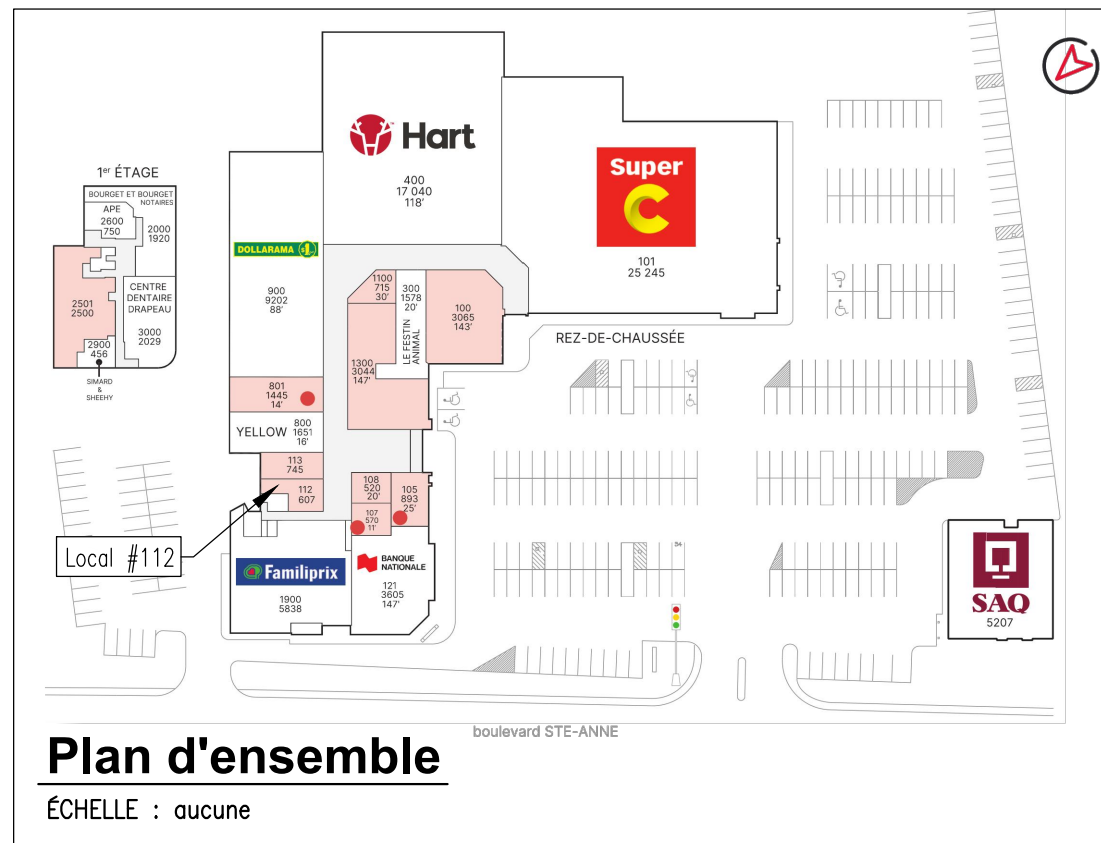 Hart
400
17 040
118'
Super
C
101
25 245
1er ÉTAGE
BOURGET ET BOURGET
NOTAIRES
APE
2600
750
2000
1920
2501
2500
CENTRE
DENTAIRE
DRAPEAU
3000
2029
2900
456
SIMARD
&
SHEEHY
DOLLARAMA
900
9202
88'
1100
715
30'
300
1578
20'
LE FESTIN
ANIMAL
100
3065
143'
REZ-DE-CHAUSSÉE
1300
3044
147'
801
1445
14'
YELLOW
800
1651
16'
113
745
112
607
108
520
20'
105
893
25'
107
570
11'
Local #112
Familiprix
1900
5838
BANQUE
NATIONALE
121
3605
147'
SAQ
5207
boulevard STE-ANNE
Plan d'ensemble
ÉCHELLE : aucune